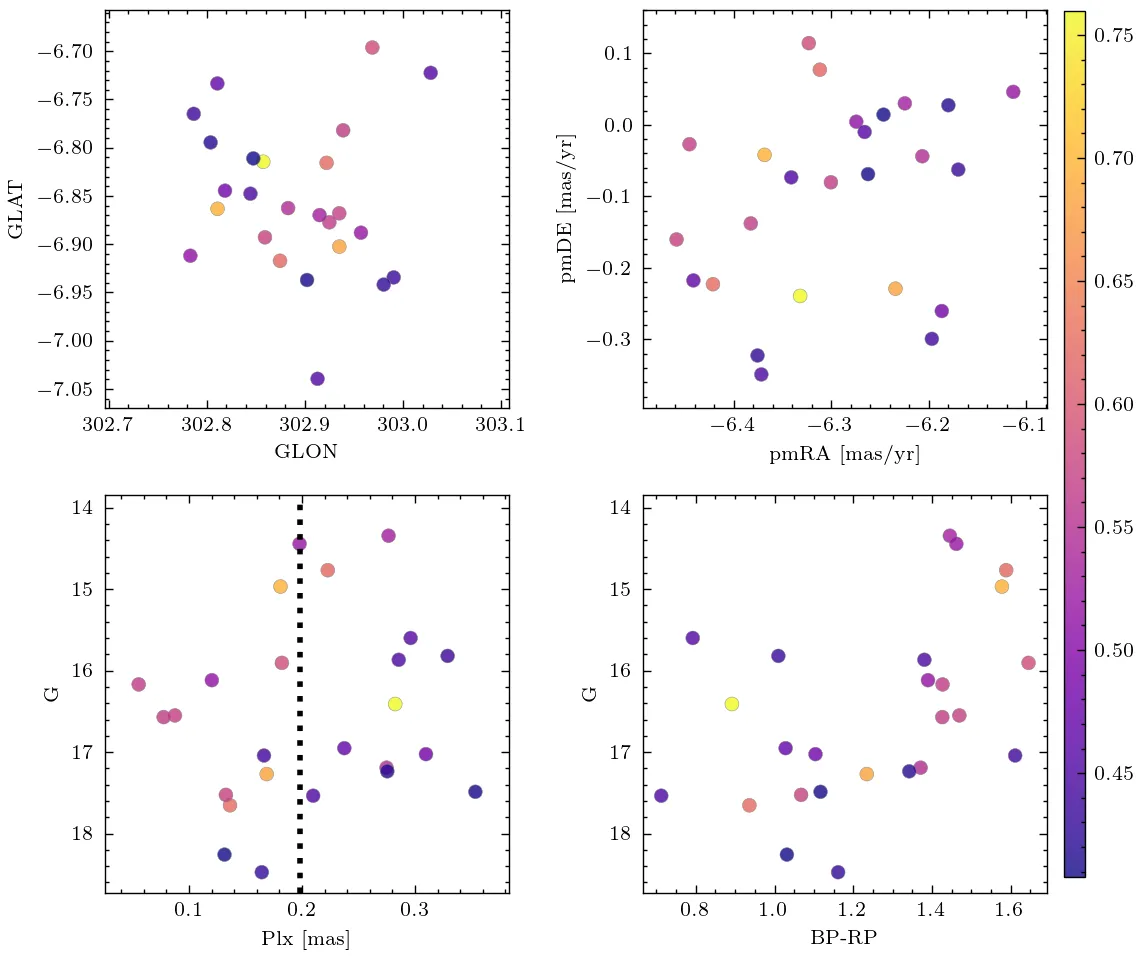 −6.70
−6.75
−6.80
−6.85
−6.90
−6.95
−7.00
−7.05
GLAT
302.7 302.8 302.9 303.0 303.1
GLON
0.1
0.0
−0.1
−0.2
−0.3
pmDE [mas/yr]
−6.4 −6.3 −6.2 −6.1
pmRA [mas/yr]
0.75
0.70
0.65
0.60
0.55
0.50
0.45
14
15
16
17
18
G
0.1 0.2 0.3
Plx [mas]
14
15
16
17
18
G
0.8 1.0 1.2 1.4 1.6
BP-RP